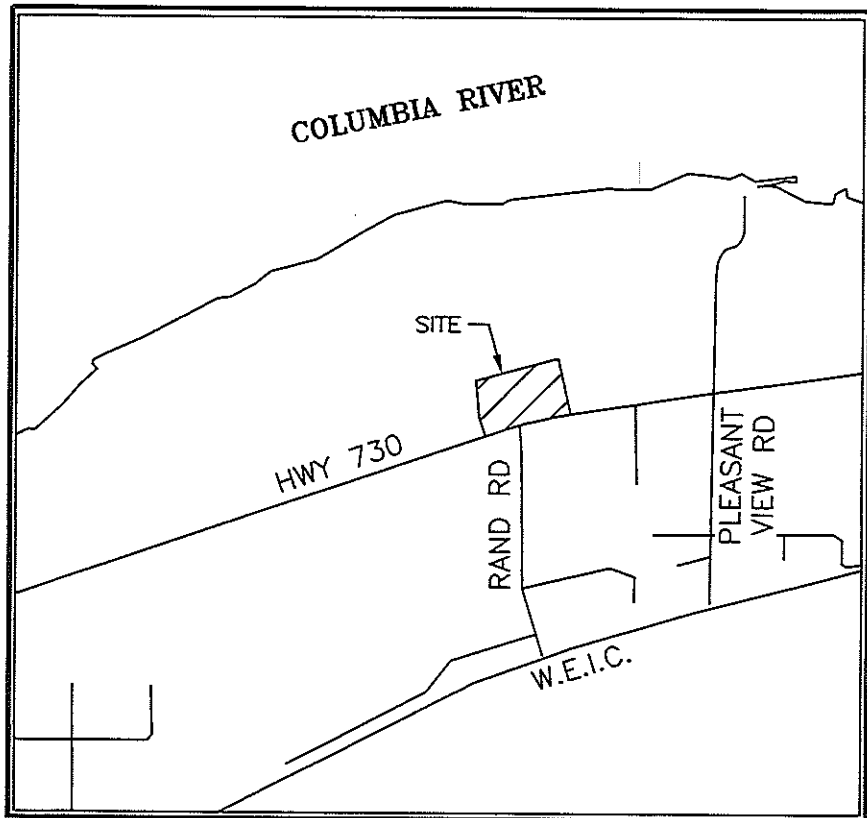 COLUMBIA RIVER
SITE
HWY 730
RAND RD
PLEASANT
VIEW RD
W.E.I.C.